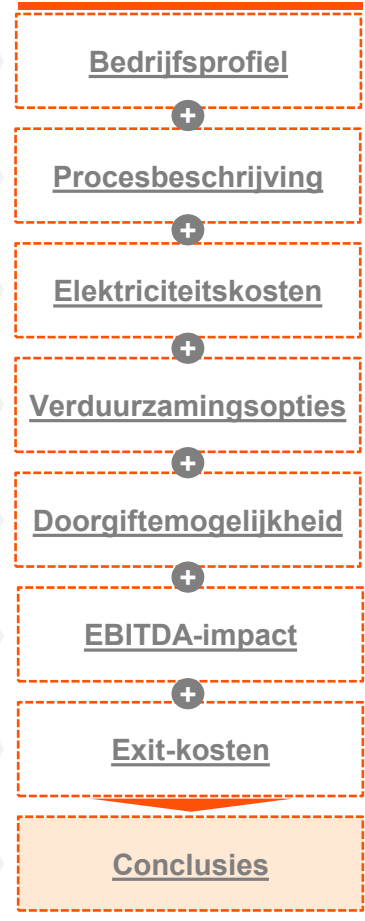 Bedrijfsprofiel
Procesbeschrijving
Elektriciteitskosten
Verduurzamingsopties
Doorgiftemogelijkheid
EBITDA-impact
Exit-kosten
Conclusies